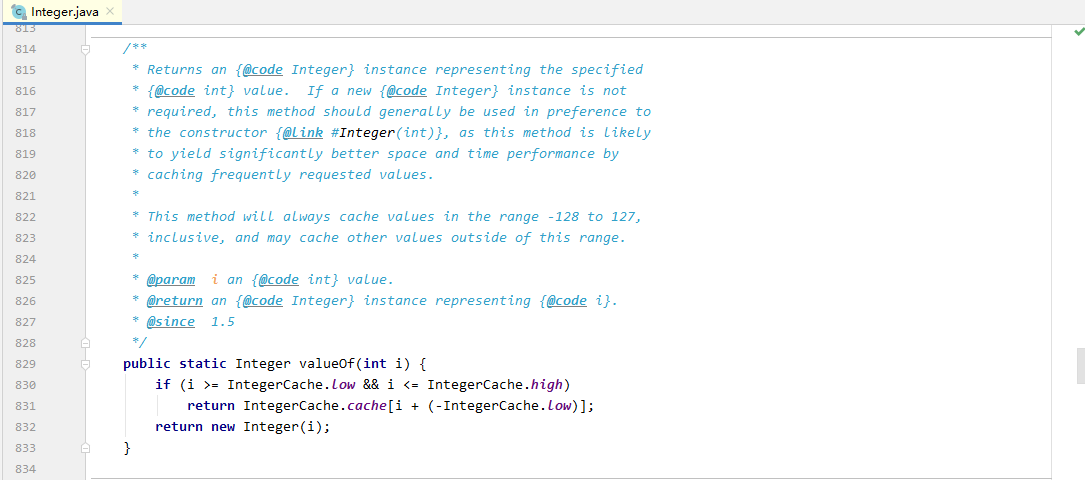 Integer.java
813
814 /**
815 * Returns an {@code Integer} instance representing the specified
816 * {@code int} value.  If a new {@code Integer} instance is not
817 * required, this method should generally be used in preference to
818 * the constructor {@link #Integer(int)}, as this method is likely
819 * to yield significantly better space and time performance by
820 * caching frequently requested values.
821 *
822 * This method will always cache values in the range -128 to 127,
823 * inclusive, and may cache other values outside of this range.
824 *
825 * @param  i an {@code int} value.
826 * @return an {@code Integer} instance representing {@code i}.
827 * @since  1.5
828 */
829 public static Integer valueOf(int i) {
830 if (i >= IntegerCache.low && i <= IntegerCache.high)
831 return IntegerCache.cache[i + (-IntegerCache.low)];
832 return new Integer(i);
833 }
834